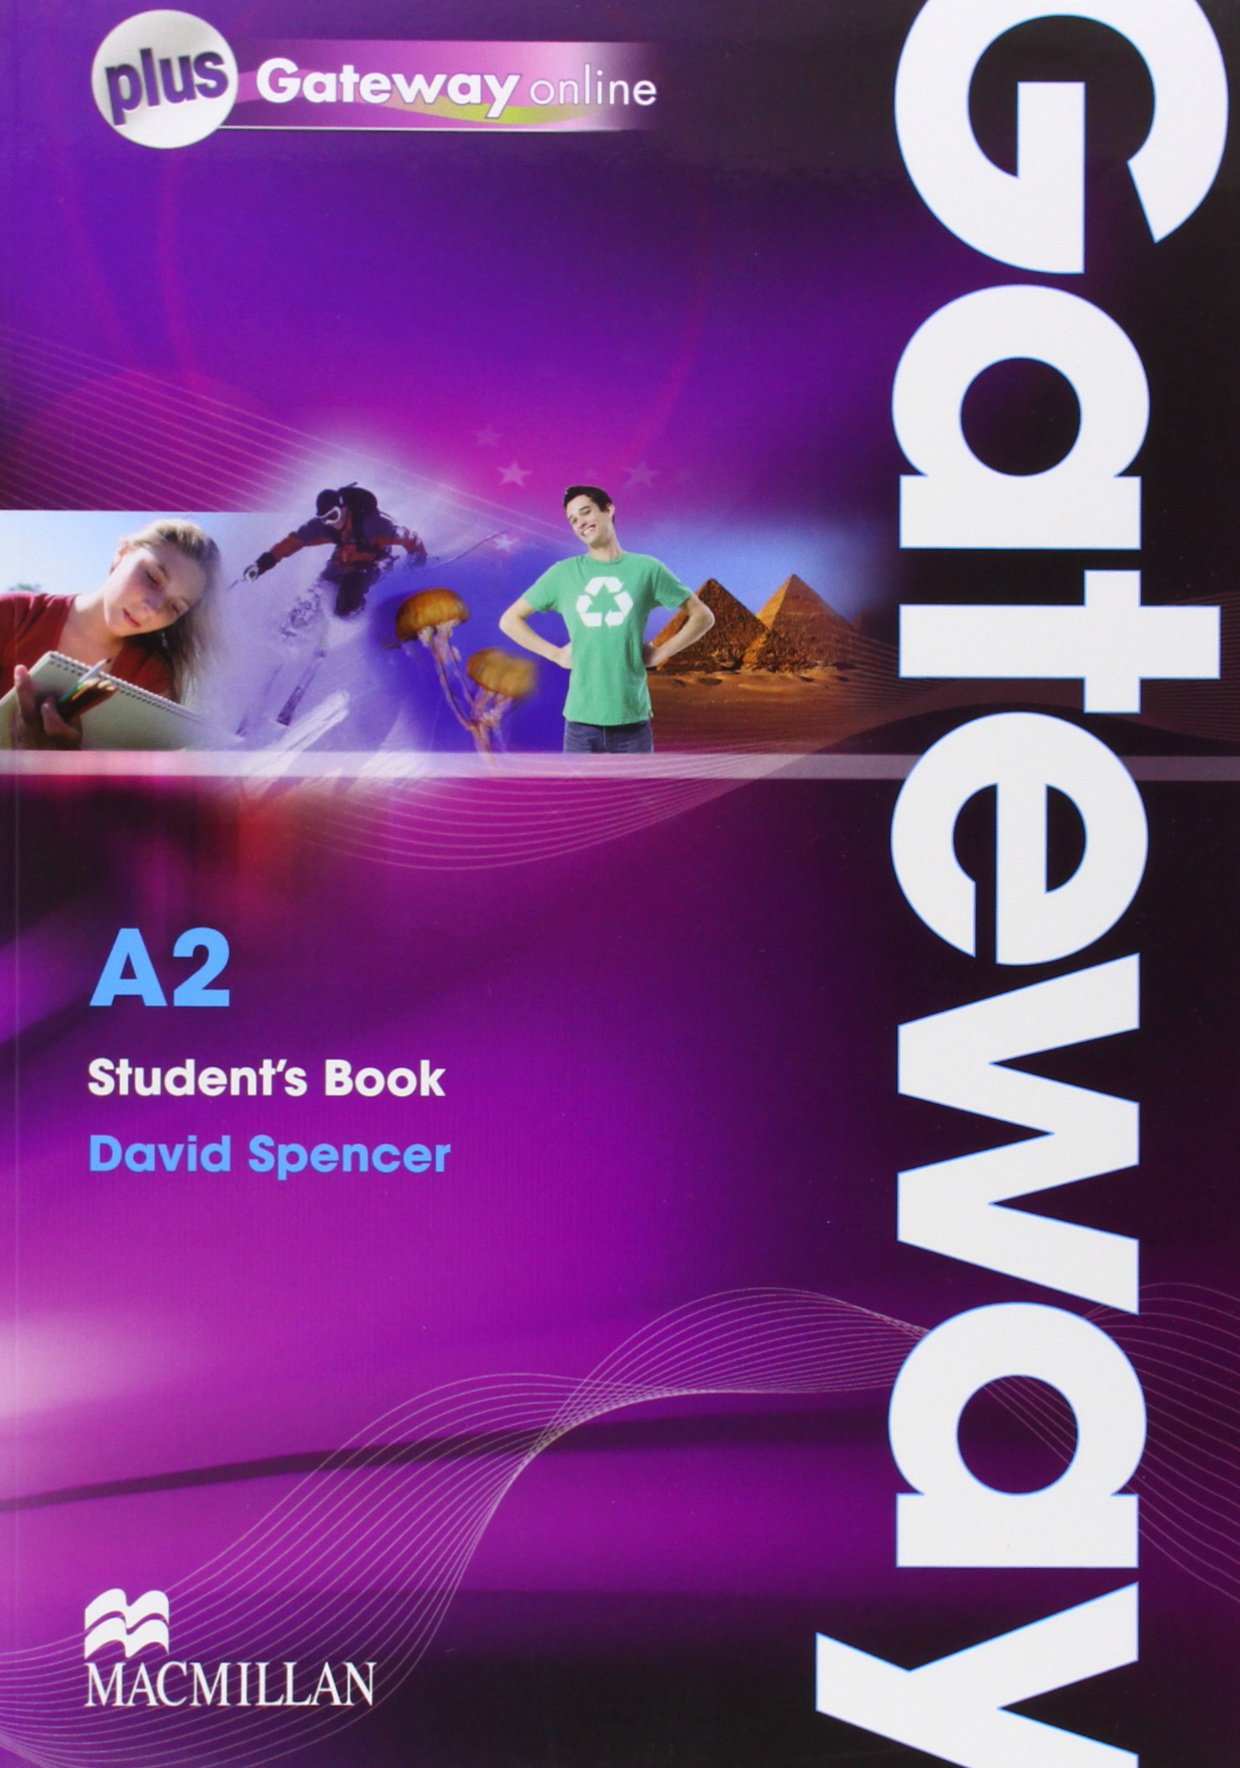 plus Gateway online
Gateway
A2
Student's Book
David Spencer
MACMILLAN